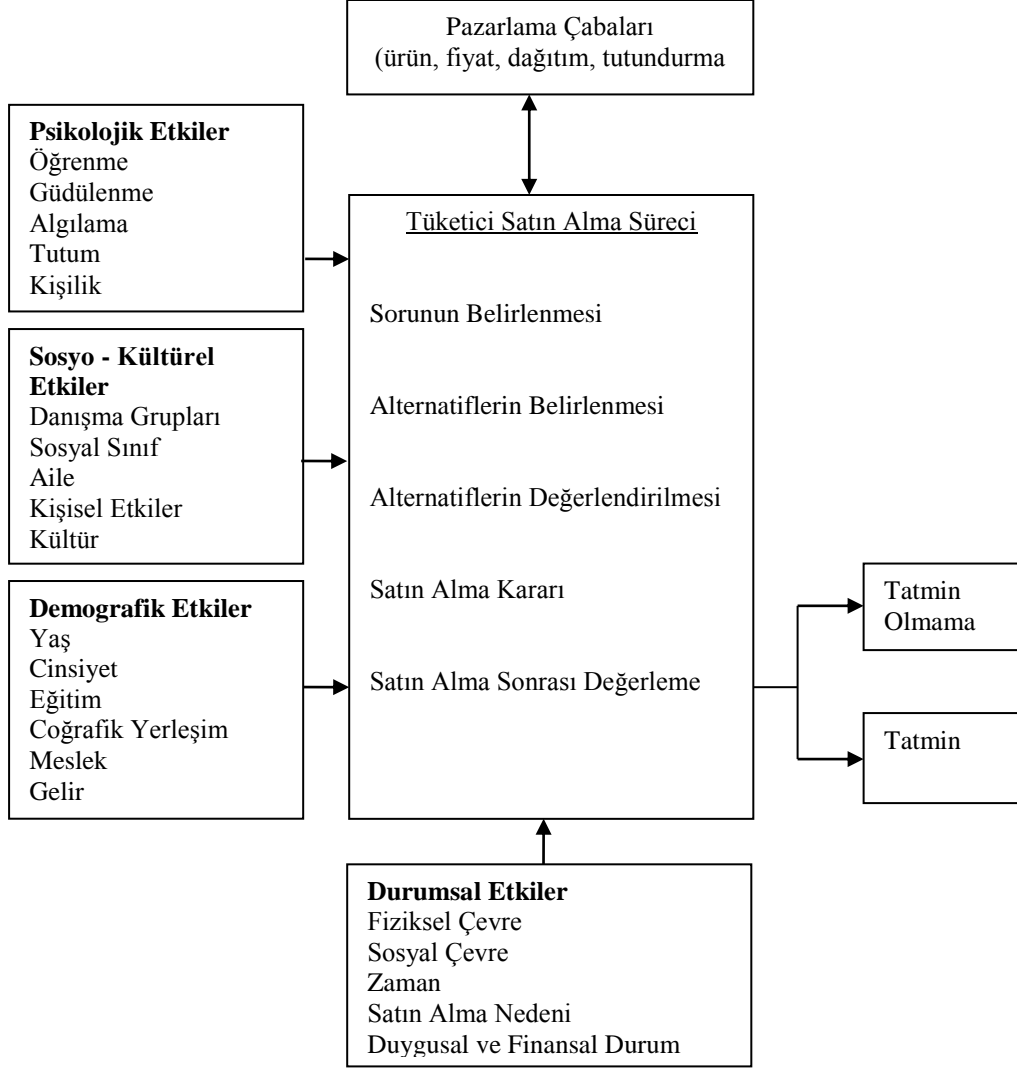 Pazarlama Çabaları
(ürün, fiyat, dağıtım, tutundurma
Psikolojik Etkiler
Öğrenme
Güdülenme
Algılama
Tutum
Kişilik
Sosyo - Kültürel
Etkiler
Danışma Grupları
Sosyal Sınıf
Aile
Kişisel Etkiler
Kültür
Demografik Etkiler
Yaş
Cinsiyet
Eğitim
Coğrafik Yerleşim
Meslek
Gelir
Tüketici Satın Alma Süreci
Sorunun Belirlenmesi
Alternatiflerin Belirlenmesi
Alternatiflerin Değerlendirilmesi
Satın Alma Kararı
Satın Alma Sonrası Değerleme
Tatmin
Olmama
Tatmin
Durumsal Etkiler
Fiziksel Çevre
Sosyal Çevre
Zaman
Satın Alma Nedeni
Duygusal ve Finansal Durum